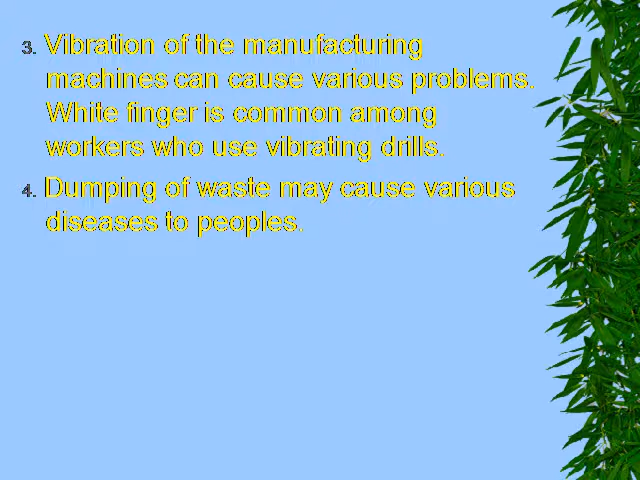 3. Vibration of the manufacturing
machines can cause various problems.
White finger is common among
workers who use vibrating drills.
4. Dumping of waste may cause various
diseases to peoples.